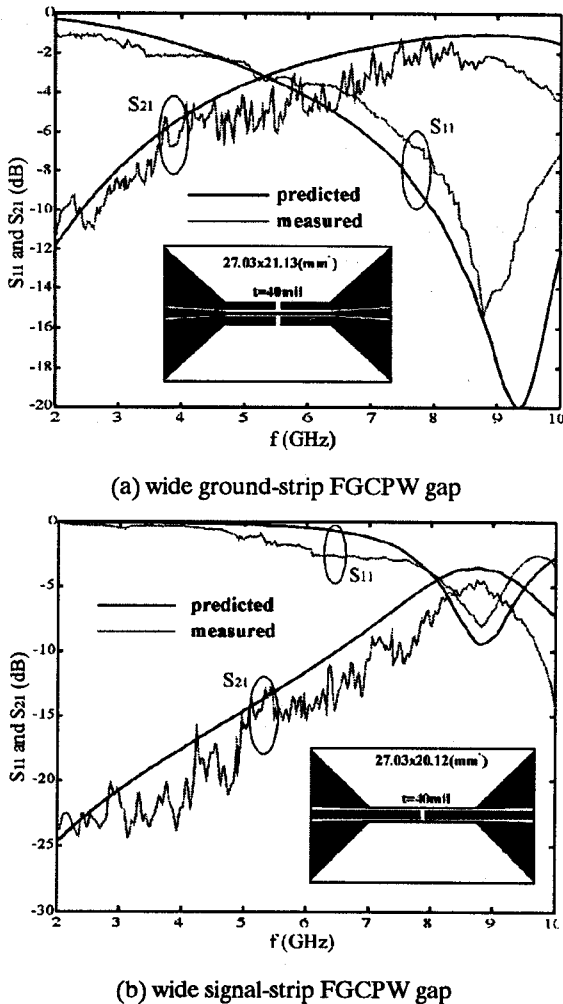 0
-2
-4
-6
-8
-10
-12
-14
-16
-18
-20
S11 and S21 (dB)
S21
S11
predicted
measured
27.03x21.13(mm²)
t=40mil
2 3 4 5 6 7 8 9 10
f (GHz)
(a) wide ground-strip FGCPW gap
0
-5
-10
-15
-20
-25
-30
S11 and S21 (dB)
S11
predicted
measured
S21
27.03x20.12(mm²)
t=40mil
2 3 4 5 6 7 8 9 10
f (GHz)
(b) wide signal-strip FGCPW gap